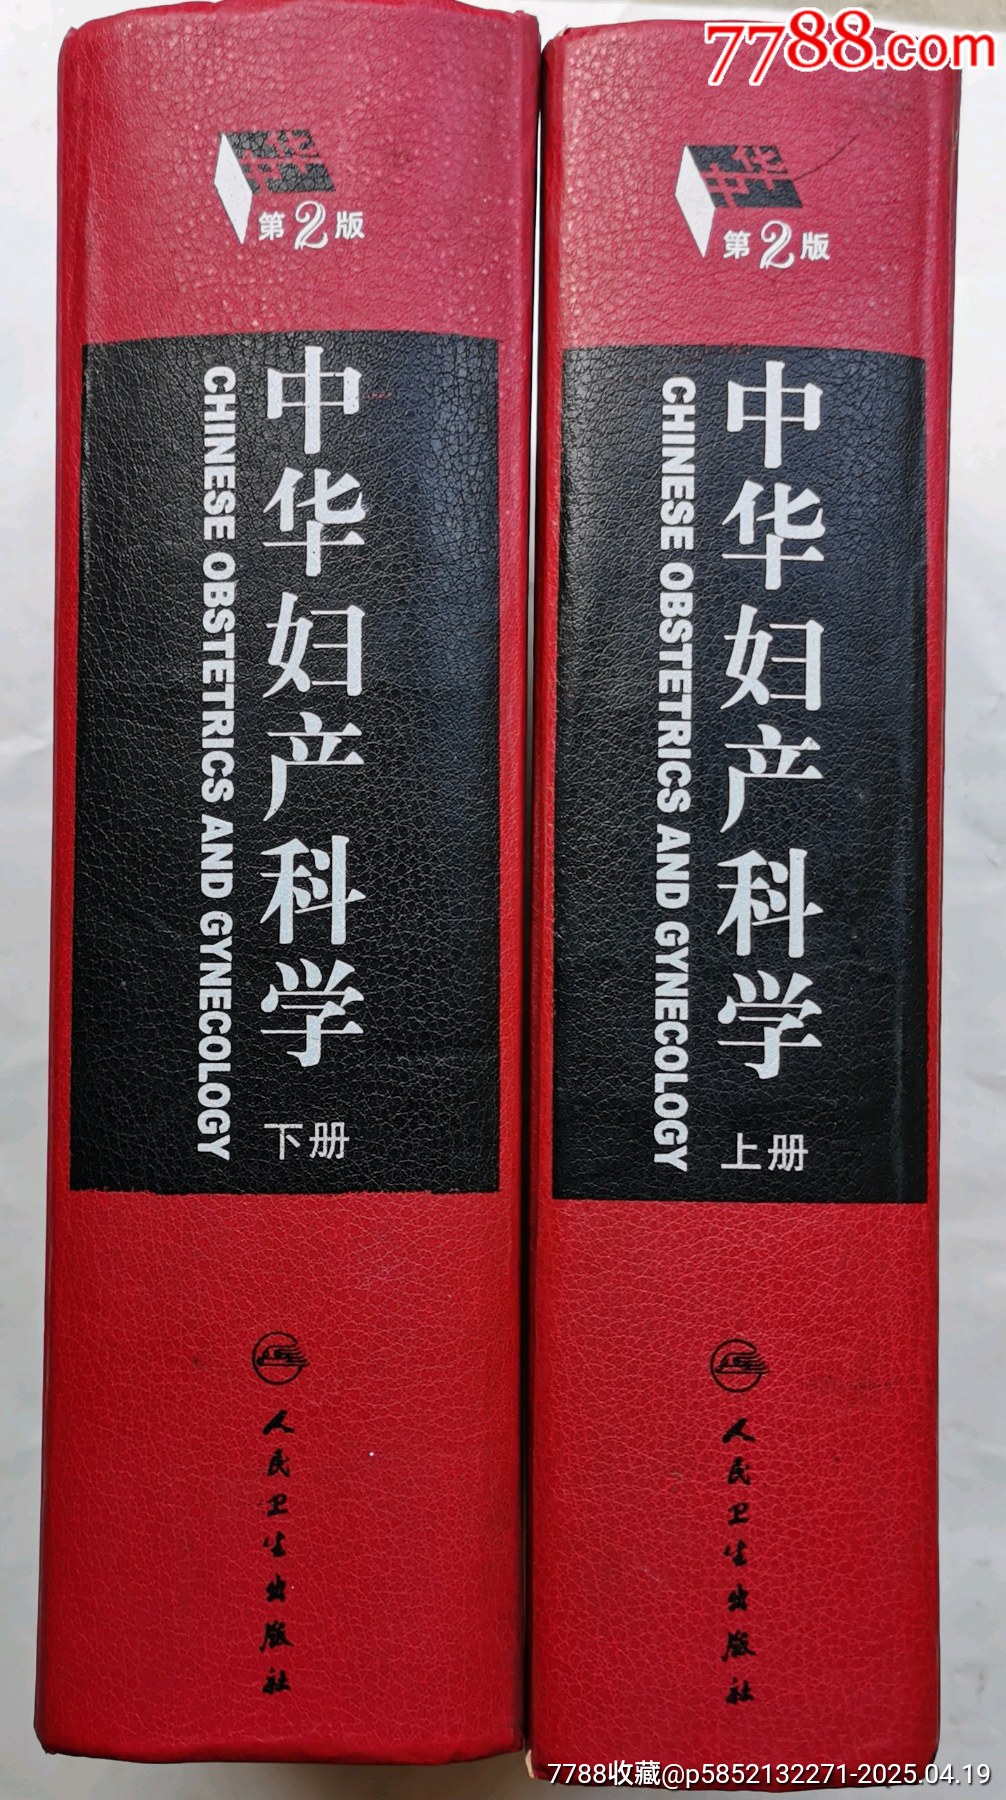 7788.com
中华
第2版
中华妇产科学
CHINESE OBSTETRICS AND GYNECOLOGY
下册
人民卫生出版社
中华
第2版
中华妇产科学
CHINESE OBSTETRICS AND GYNECOLOGY
上册
人民卫生出版社
7788收藏@p5852132271-2025.04.19